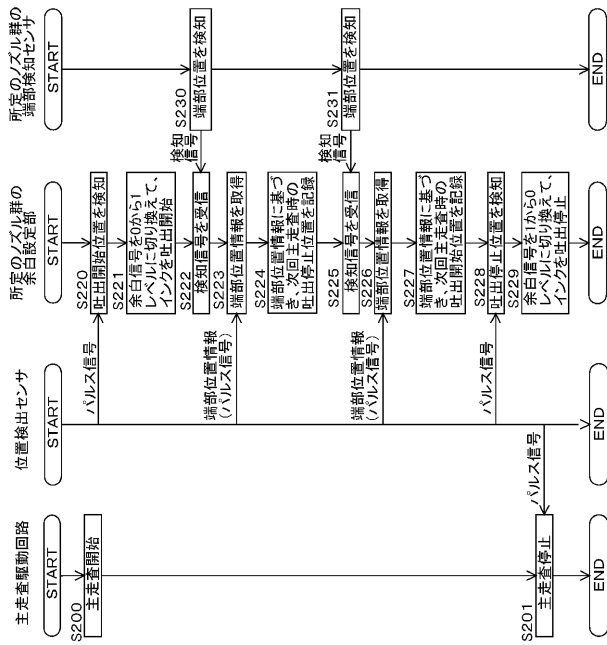 主走査駆動回路
START
S200
主走査開始
S201
主走査停止
END
位置検出センサ
START
パルス信号
端部位置情報
(パルス信号)
端部位置情報
(パルス信号)
パルス信号
パルス信号
END
所定のノズル群の
余白設定部
START
S220
吐出開始位置を検知
S221
余白信号を0から1
レベルに切り換えて、
インクを吐出開始
S222
検知信号を受信
S223
端部位置情報を取得
S224
端部位置情報に基づ
き、次回主走査時の
吐出停止位置を記録
S225
検知信号を受信
S226
端部位置情報を取得
S227
端部位置情報に基づ
き、次回主走査時の
吐出開始位置を記録
S228
吐出停止位置を検知
S229
余白信号を1から0
レベルに切り換えて、
インクを吐出停止
END
所定のノズル群の
端部検知センサ
START
S230
端部位置を検知
検知
信号
S231
端部位置を検知
検知
信号
END